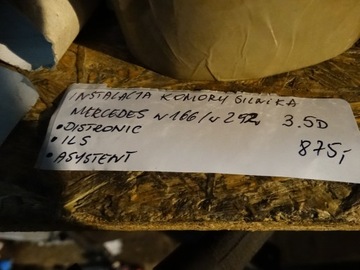 INSTALACJA KOMORY SILNIKA
MERCEDES W166/W292 3.5D
• DISTRONIC
• ILS 875,-
• ASYSTENT